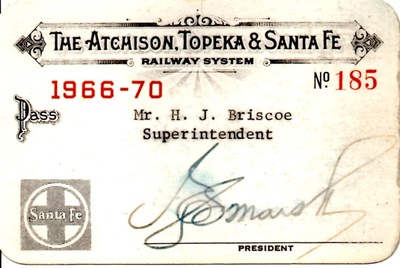 THE ATCHISON, TOPEKA & SANTA FE
RAILWAY SYSTEM
1966-70
No 185
Pass
Mr. H. J. Briscoe
Superintendent
Santa Fe
PRESIDENT